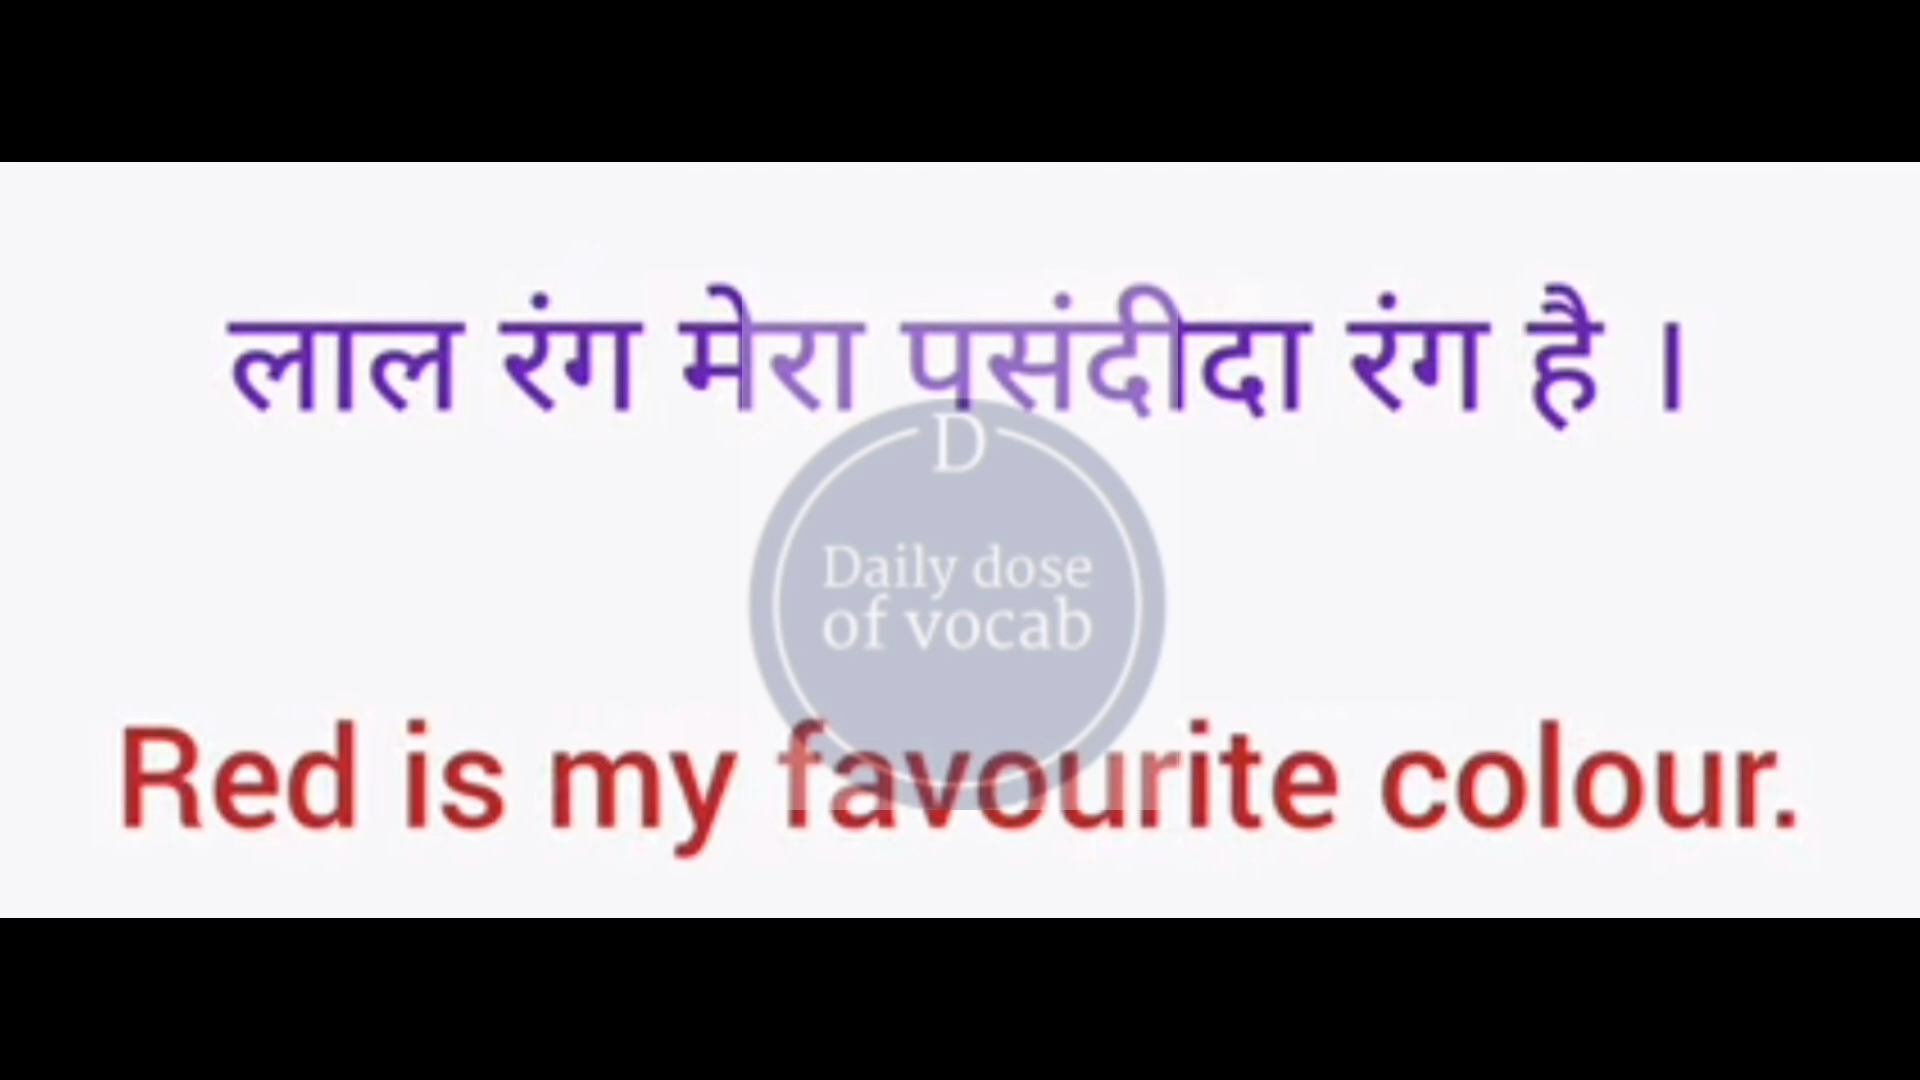 लाल रंग मेरा पसंदीदा रंग है ।
D
Daily dose
of vocab
Red is my favourite colour.